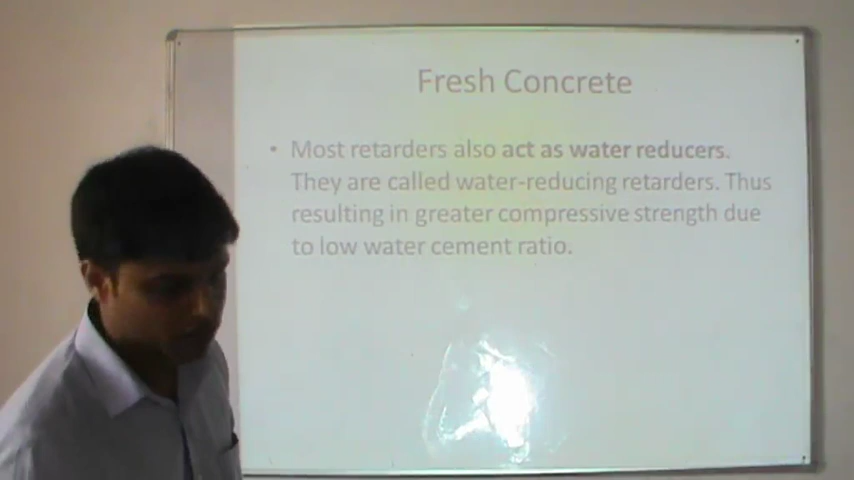 Fresh Concrete
• Most retarders also act as water reducers.
They are called water-reducing retarders. Thus
resulting in greater compressive strength due
to low water cement ratio.